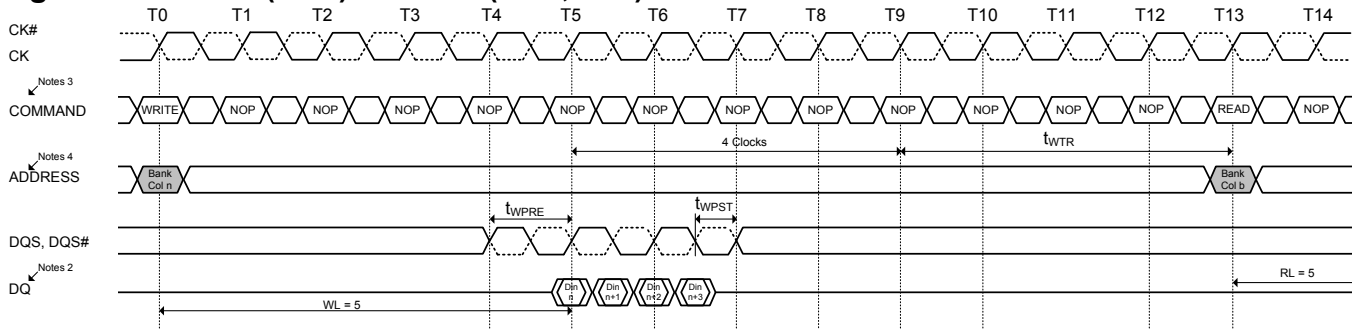 T0 T1 T2 T3 T4 T5 T6 T7 T8 T9 T10 T11 T12 T13 T14
CK#
CK
Notes 3
COMMAND WRITE NOP NOP NOP NOP NOP NOP NOP NOP NOP NOP NOP NOP READ NOP
4 Clocks tWTR
Notes 4
ADDRESS Bank Col n Bank Col b
tWPRE tWPST
DQS, DQS#
Notes 2
DQ Din n Din n+1 Din n+2 Din n+3
RL = 5
WL = 5